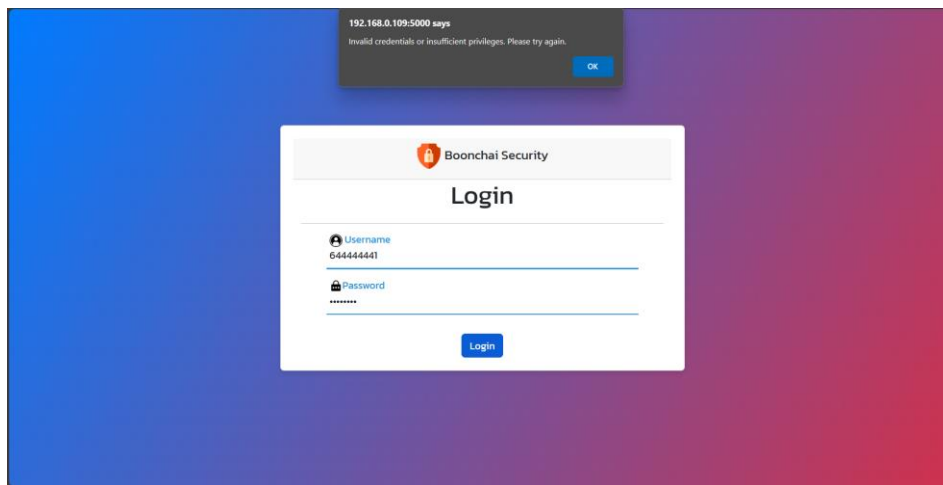 192.168.0.109:5000 says
Invalid credentials or insufficient privileges. Please try again.
OK
Boonchai Security
Login
Username
644444441
Password
••••••••
Login